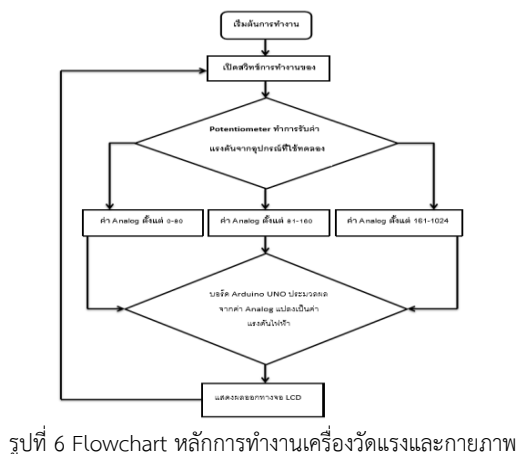 เริ่มต้นการทำงาน
เปิดสวิทช์การทำงานของ
Potentiometer ทำการรับค่า
แรงดันจากอุปกรณ์ที่ใช้ทดลอง
ค่า Analog ตั้งแต่ 0-80
ค่า Analog ตั้งแต่ 81-160
ค่า Analog ตั้งแต่ 161-1024
บอร์ด Arduino UNO ประมวลผล
จากค่า Analog แปลงเป็นค่า
แรงดันไฟฟ้า
แสดงผลออกทางจอ LCD
รูปที่ 6 Flowchart หลักการทำงานเครื่องวัดแรงและกายภาพ